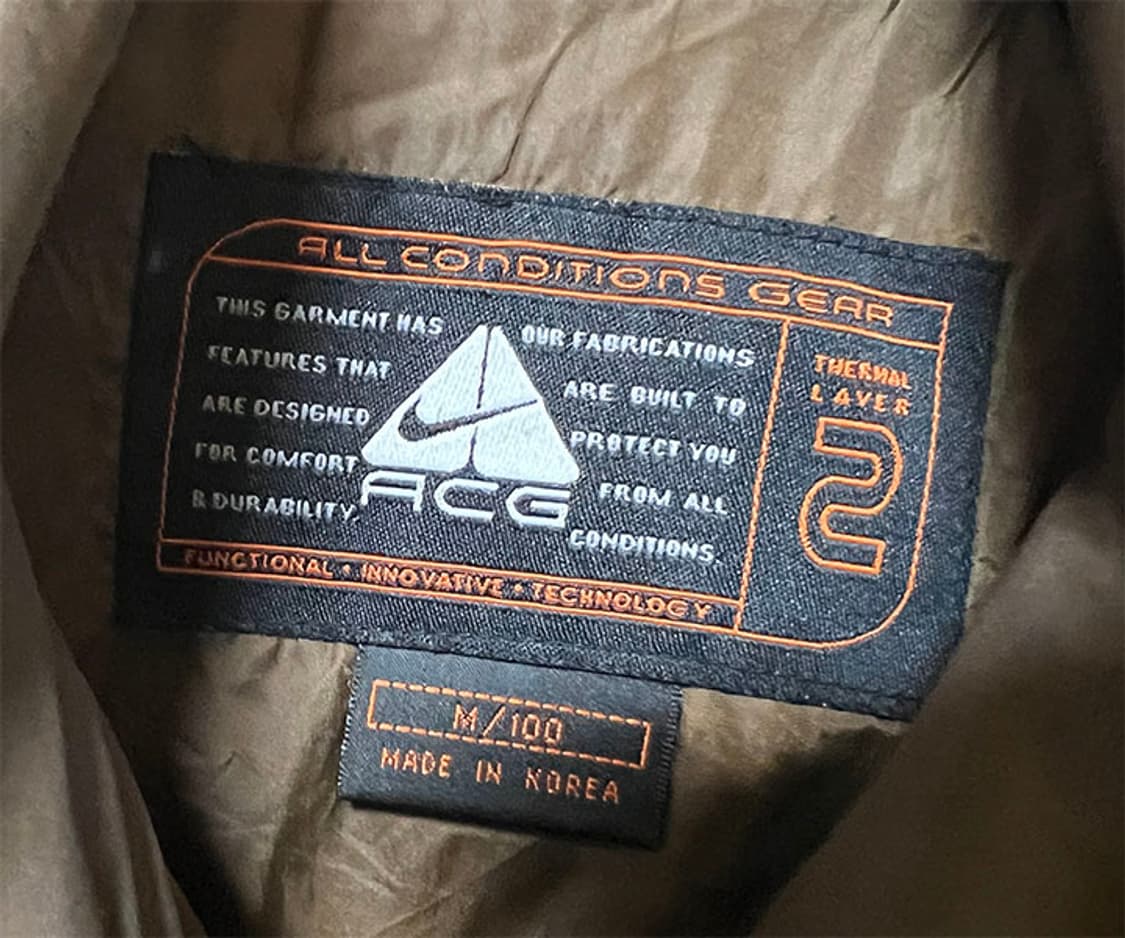 ALL CONDITIONS GEAR
THIS GARMENT HAS
FEATURES THAT
ARE DESIGNED
FOR COMFORT
& DURABILITY.
ACG
OUR FABRICATIONS
ARE BUILT TO
PROTECT YOU
FROM ALL
CONDITIONS.
THERMAL
LAYER
2
FUNCTIONAL • INNOVATIVE • TECHNOLOGY
M/100
MADE IN KOREA